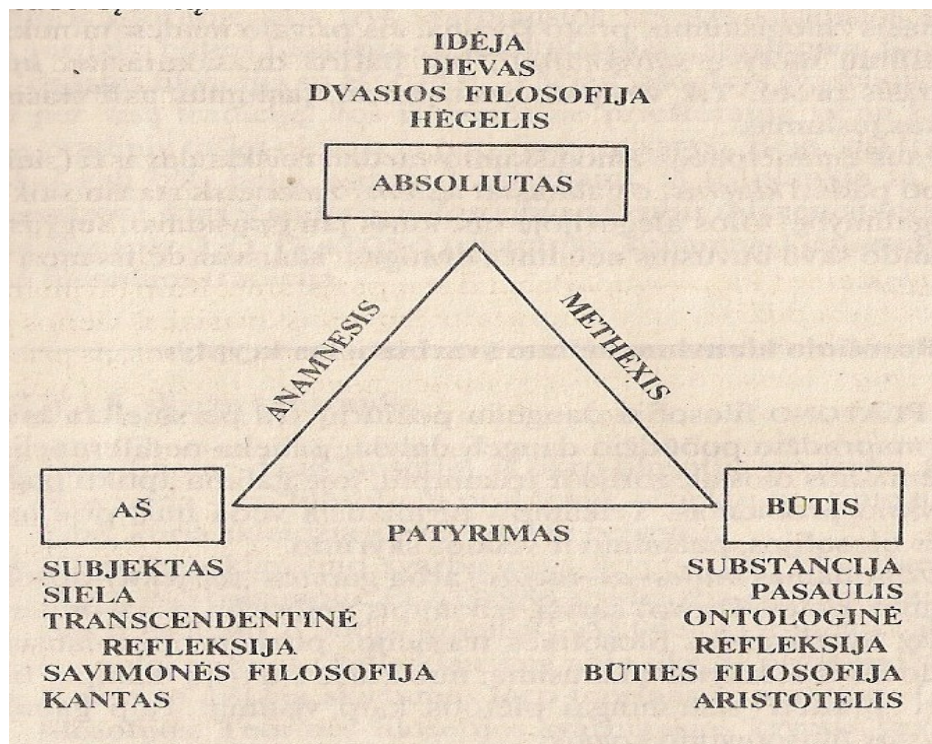 IDĖJA
DIEVAS
DVASIOS FILOSOFIJA
HĖGELIS
ABSOLIUTAS
ANAMNESIS
METHEXIS
AŠ
BŪTIS
PATYRIMAS
SUBJEKTAS
SIELA
TRANSCENDENTINĖ
REFLEKSIJA
SAVIMONĖS FILOSOFIJA
KANTAS
SUBSTANCIJA
PASAULIS
ONTOLOGINĖ
REFLEKSIJA
BŪTIES FILOSOFIJA
ARISTOTELIS